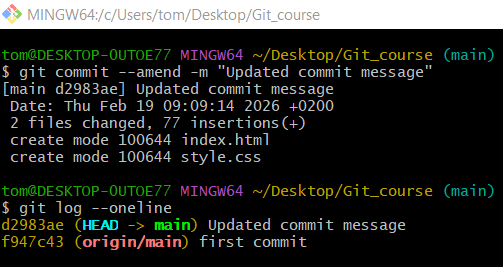 MINGW64:/c/Users/tom/Desktop/Git_course
tom@DESKTOP-OUTOE77 MINGW64 ~/Desktop/Git_course (main)
$ git commit --amend -m "Updated commit message"
[main d2983ae] Updated commit message
 Date: Thu Feb 19 09:09:14 2026 +0200
 2 files changed, 77 insertions(+)
 create mode 100644 index.html
 create mode 100644 style.css
tom@DESKTOP-OUTOE77 MINGW64 ~/Desktop/Git_course (main)
$ git log --oneline
d2983ae (HEAD -> main) Updated commit message
f947c43 (origin/main) first commit